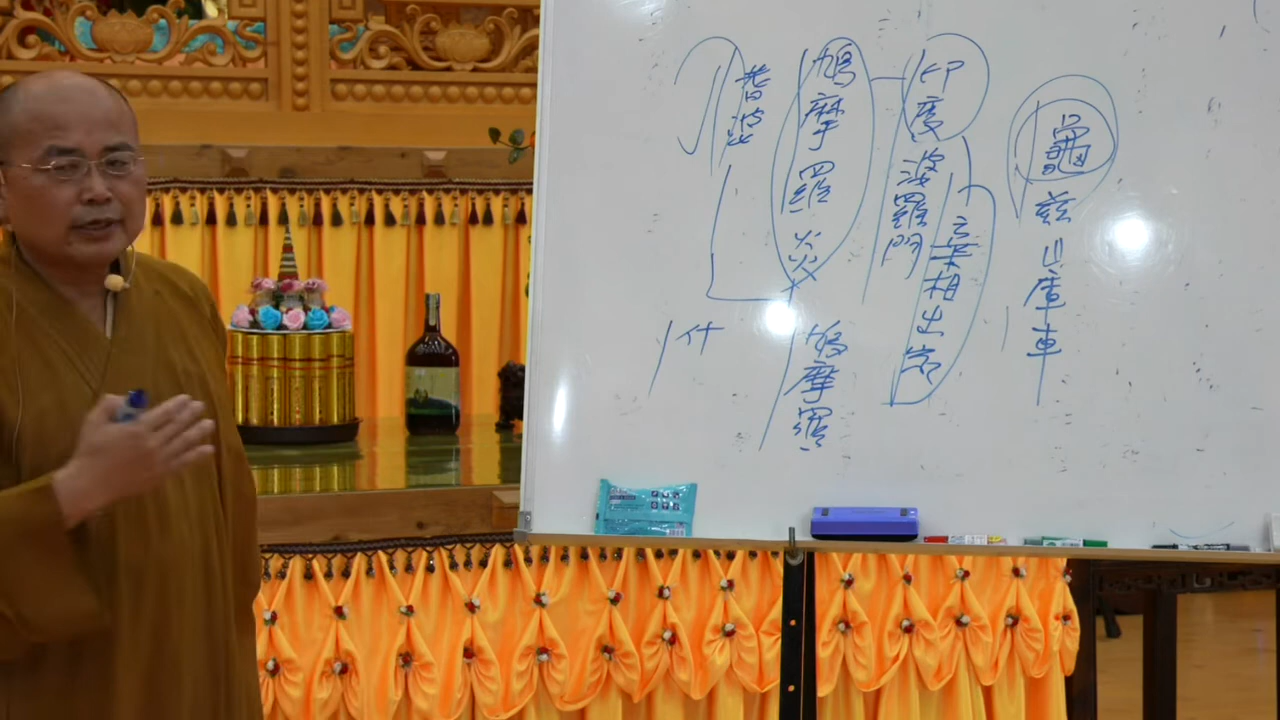 龜茲 庫車
印度婆羅門
宰相出家
鳩摩羅炎
耆婆
鳩摩羅
什